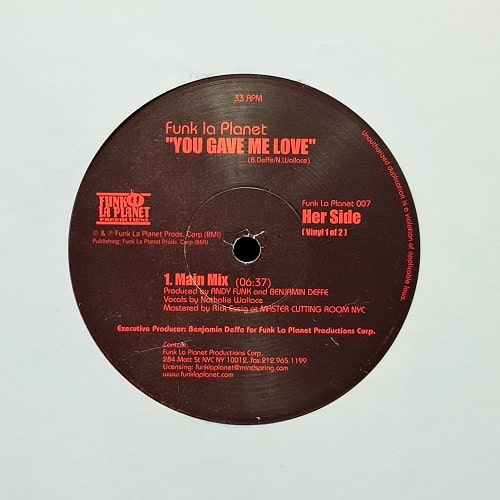 33 RPM
Funk la Planet
"YOU GAVE ME LOVE"
(B.Deffe/N.Wallace)
Unauthorized duplication is a violation of applicable laws.
FUNK
LA PLANET
PRODUCTIONS
© & ℗ Funk La Planet Prods. Corp (BMI)
Publishing: Funk La Planet Prods. Corp (BMI)
Funk La Planet 007
Her Side
( Vinyl 1 of 2 )
1. Main Mix (06:37)
Produced by ANDY FUNK and BENJAMIN DEFFE
Vocals by Nathalie Wallace
Mastered by Rick Essig at MASTER CUTTING ROOM NYC
Executive Producer: Benjamin Deffe for Funk La Planet Productions Corp.
Contact:
Funk La Planet Productions Corp.
284 Mott St NYC NY 10012, fax.212.965.1199
Licensing: funklaplanet@mindspring.com
www.funklaplanet.com